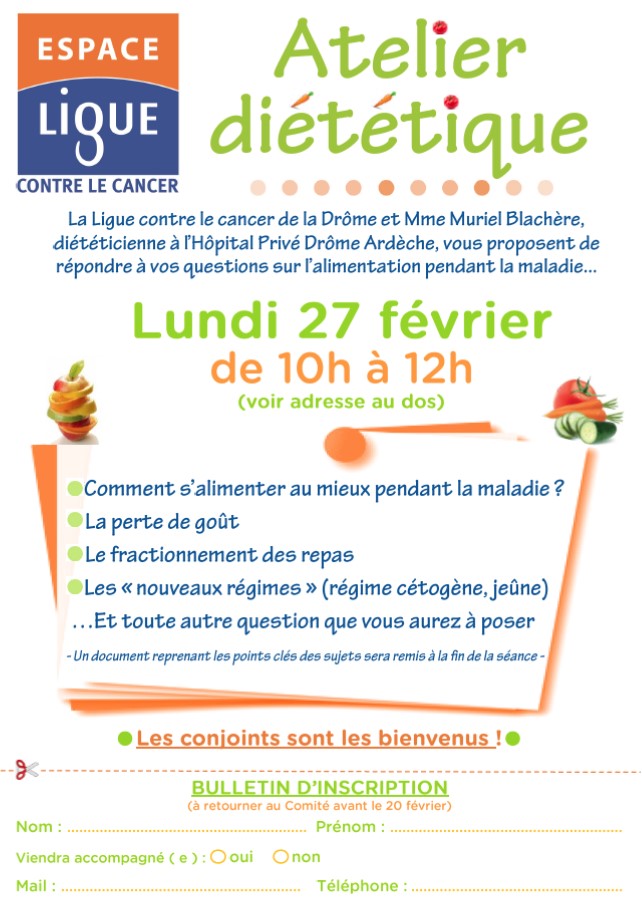 ESPACE
LIGUE
CONTRE LE CANCER
Atelier
diététique
La Ligue contre le cancer de la Drôme et Mme Muriel Blachère,
diététicienne à l'Hôpital Privé Drôme Ardèche, vous proposent de
répondre à vos questions sur l'alimentation pendant la maladie...
Lundi 27 février
de 10h à 12h
(voir adresse au dos)
Comment s'alimenter au mieux pendant la maladie ?
La perte de goût
Le fractionnement des repas
Les « nouveaux régimes » (régime cétogène, jeûne)
...Et toute autre question que vous aurez à poser
- Un document reprenant les points clés des sujets sera remis à la fin de la séance -
Les conjoints sont les bienvenus !
BULLETIN D'INSCRIPTION
(à retourner au Comité avant le 20 février)
Nom : ............................................................ Prénom : ............................................................
Viendra accompagné ( e ) : oui non
Mail : ............................................................ Téléphone : ......................................................